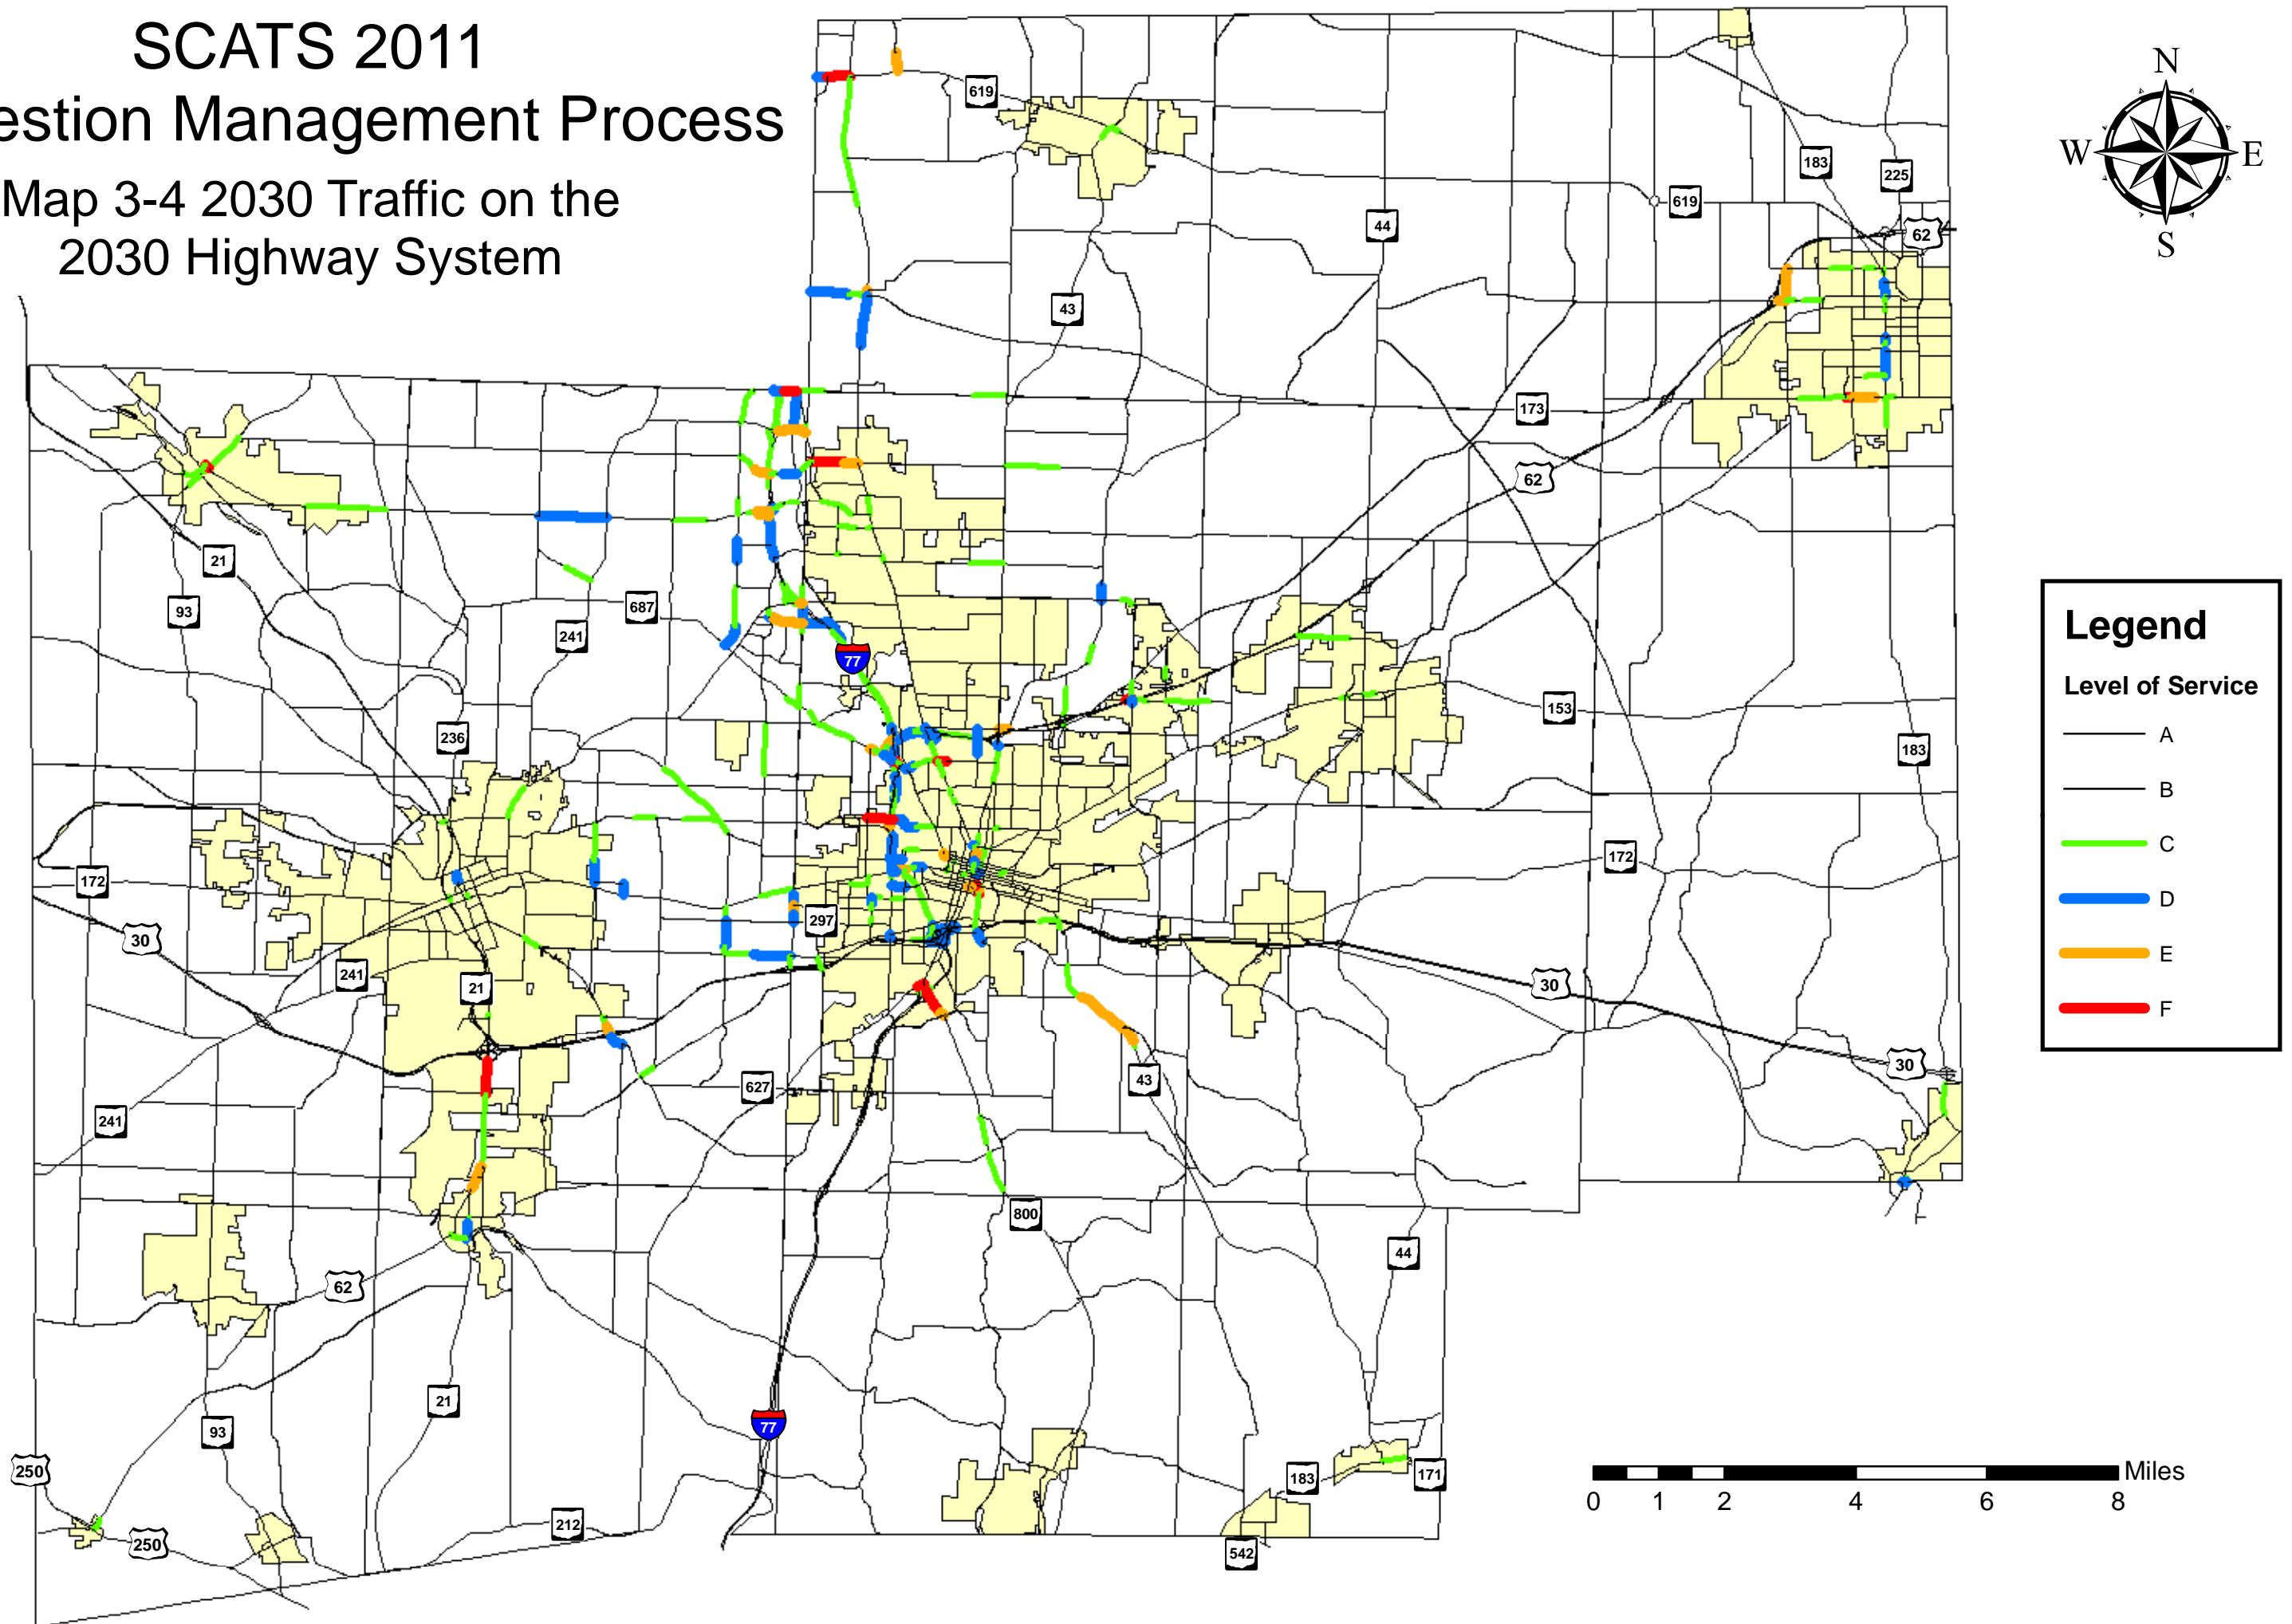 SCATS 2011
estion Management Process
Map 3-4 2030 Traffic on the
2030 Highway System
N
W
E
S
619
183
225
619
44
62
43
173
62
21
93
687
241
77
153
236
183
172
172
297
30
241
21
30
30
43
627
241
800
44
62
21
93
77
250
183
171
212
250
542
Legend
Level of Service
A
B
C
D
E
F
Miles
0 1 2 4 6 8